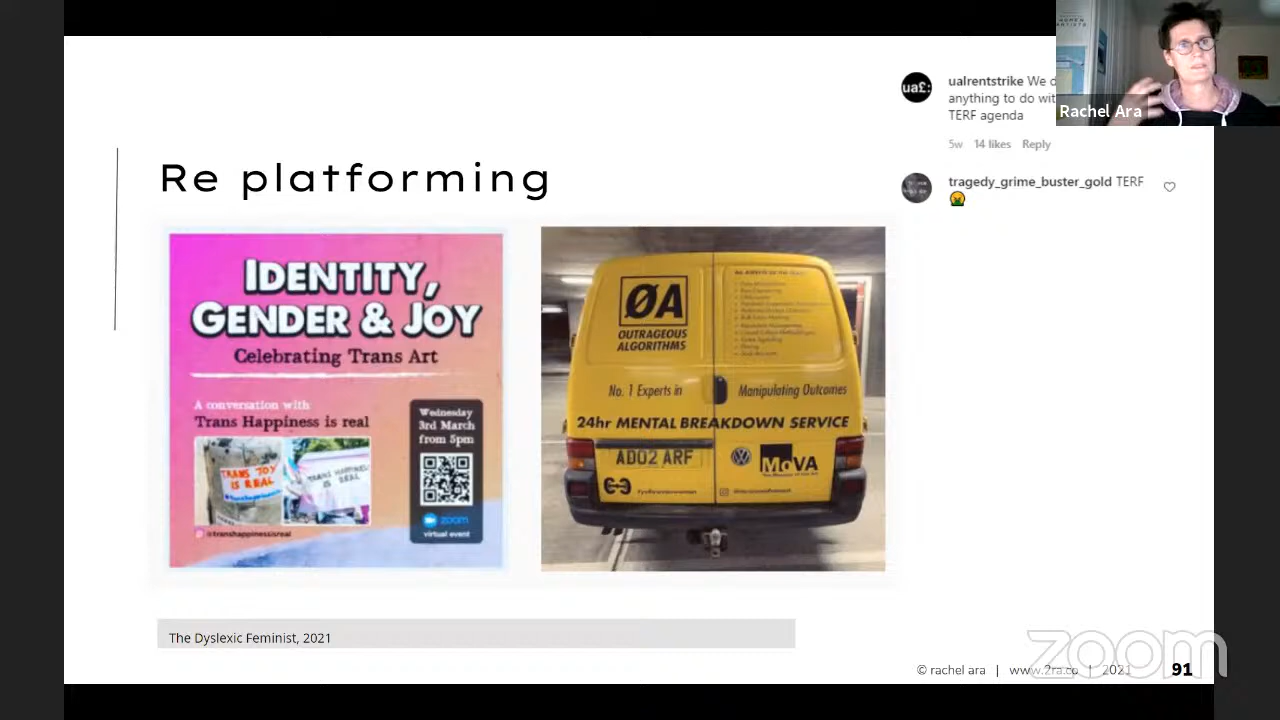 ualrentstrike We d
anything to do wit
TERF agenda
5w 14 likes Reply
tragedy_grime_buster_gold TERF
Rachel Ara
Re platforming
IDENTITY,
GENDER & JOY
Celebrating Trans Art
A conversation with
Trans Happiness is real
Wednesday
3rd March
from 5pm
TRANS JOY
IS REAL
TRANS HAPPINESS
IS REAL
zoom
virtual event
@transhappinessisreal
ØA
OUTRAGEOUS
ALGORITHMS
No. 1 Experts in
Manipulating Outcomes
24hr MENTAL BREAKDOWN SERVICE
AD02 ARF
MoVA
The Dyslexic Feminist, 2021
© rachel ara | www.2ra.co | 2021 91
zoom